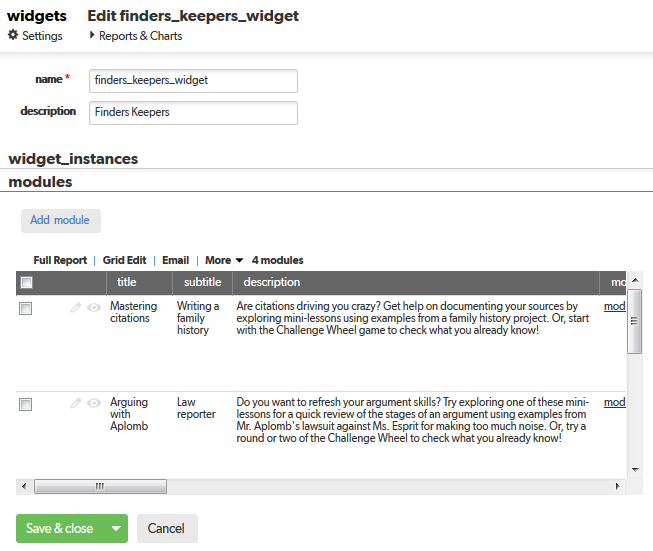 widgets Edit finders_keepers_widget
Settings Reports & Charts
name * finders_keepers_widget
description Finders Keepers
widget_instances
modules
Add module
Full Report | Grid Edit | Email | More 4 modules
title subtitle description mo
Mastering Writing a Are citations driving you crazy? Get help on documenting your sources by mod
citations family exploring mini-lessons using examples from a family history project. Or, start
history with the Challenge Wheel game to check what you already know!
Arguing Law Do you want to refresh your argument skills? Try exploring one of these mini- mod
with reporter lessons for a quick review of the stages of an argument using examples from
Aplomb Mr. Aplomb's lawsuit against Ms. Esprit for making too much noise. Or, try a
round or two of the Challenge Wheel to check what you already know!
Save & close Cancel